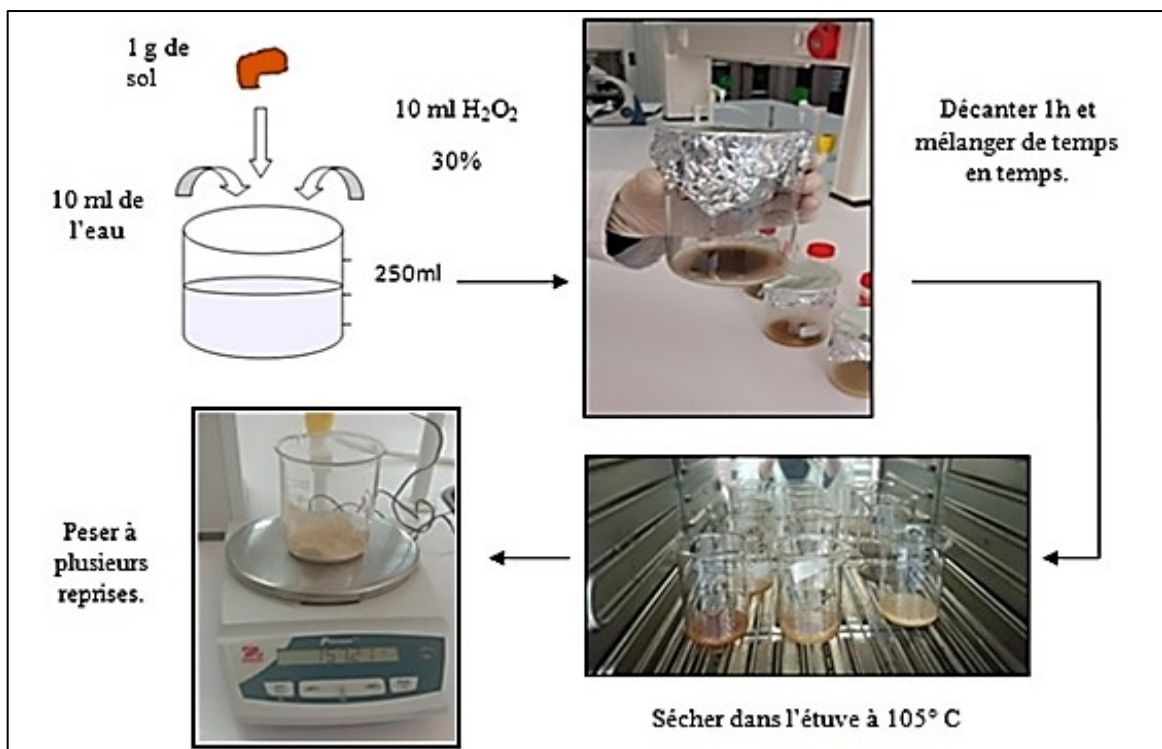 1 g de
sol
10 ml H₂O₂
30%
10 ml de
l'eau
250ml
Décanter 1h et
mélanger de temps
en temps.
Peser à
plusieurs
reprises.
Sécher dans l'étuve à 105° C